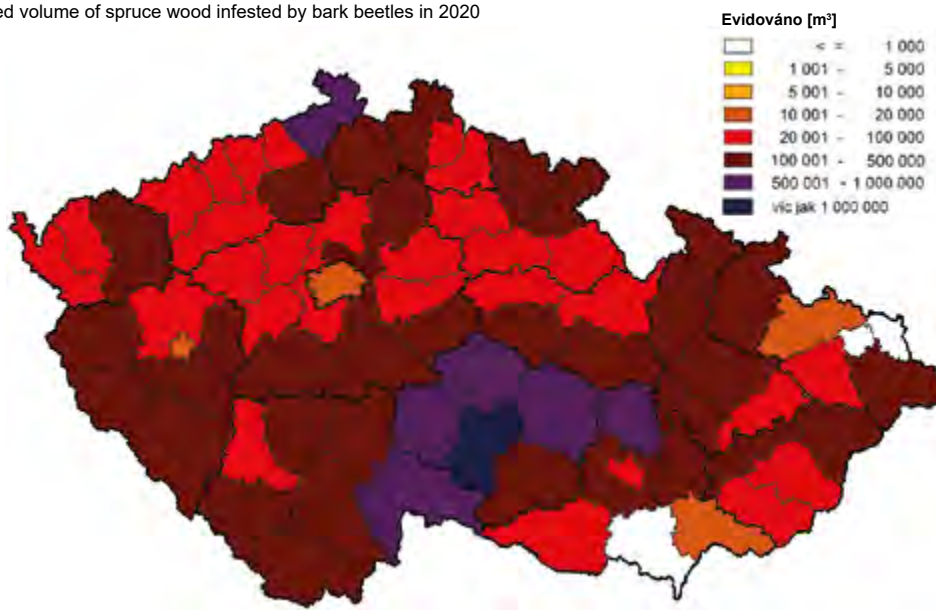 ed volume of spruce wood infested by bark beetles in 2020
Evidováno [m³]
< = 1 000
1 001 - 5 000
5 001 - 10 000
10 001 - 20 000
20 001 - 100 000
100 001 - 500 000
500 001 - 1 000 000
víc jak 1 000 000